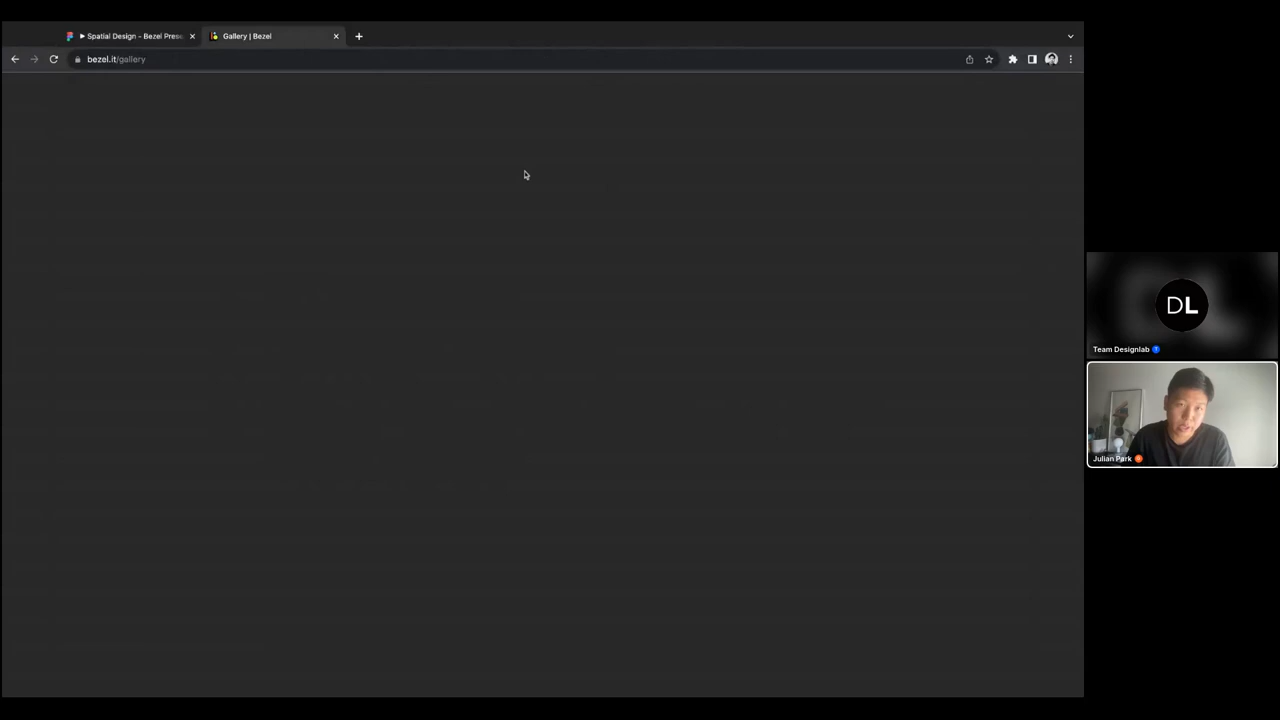 Spatial Design - Bezel Prese
Gallery | Bezel
bezel.it/gallery
DL
Team Designlab
Julian Park